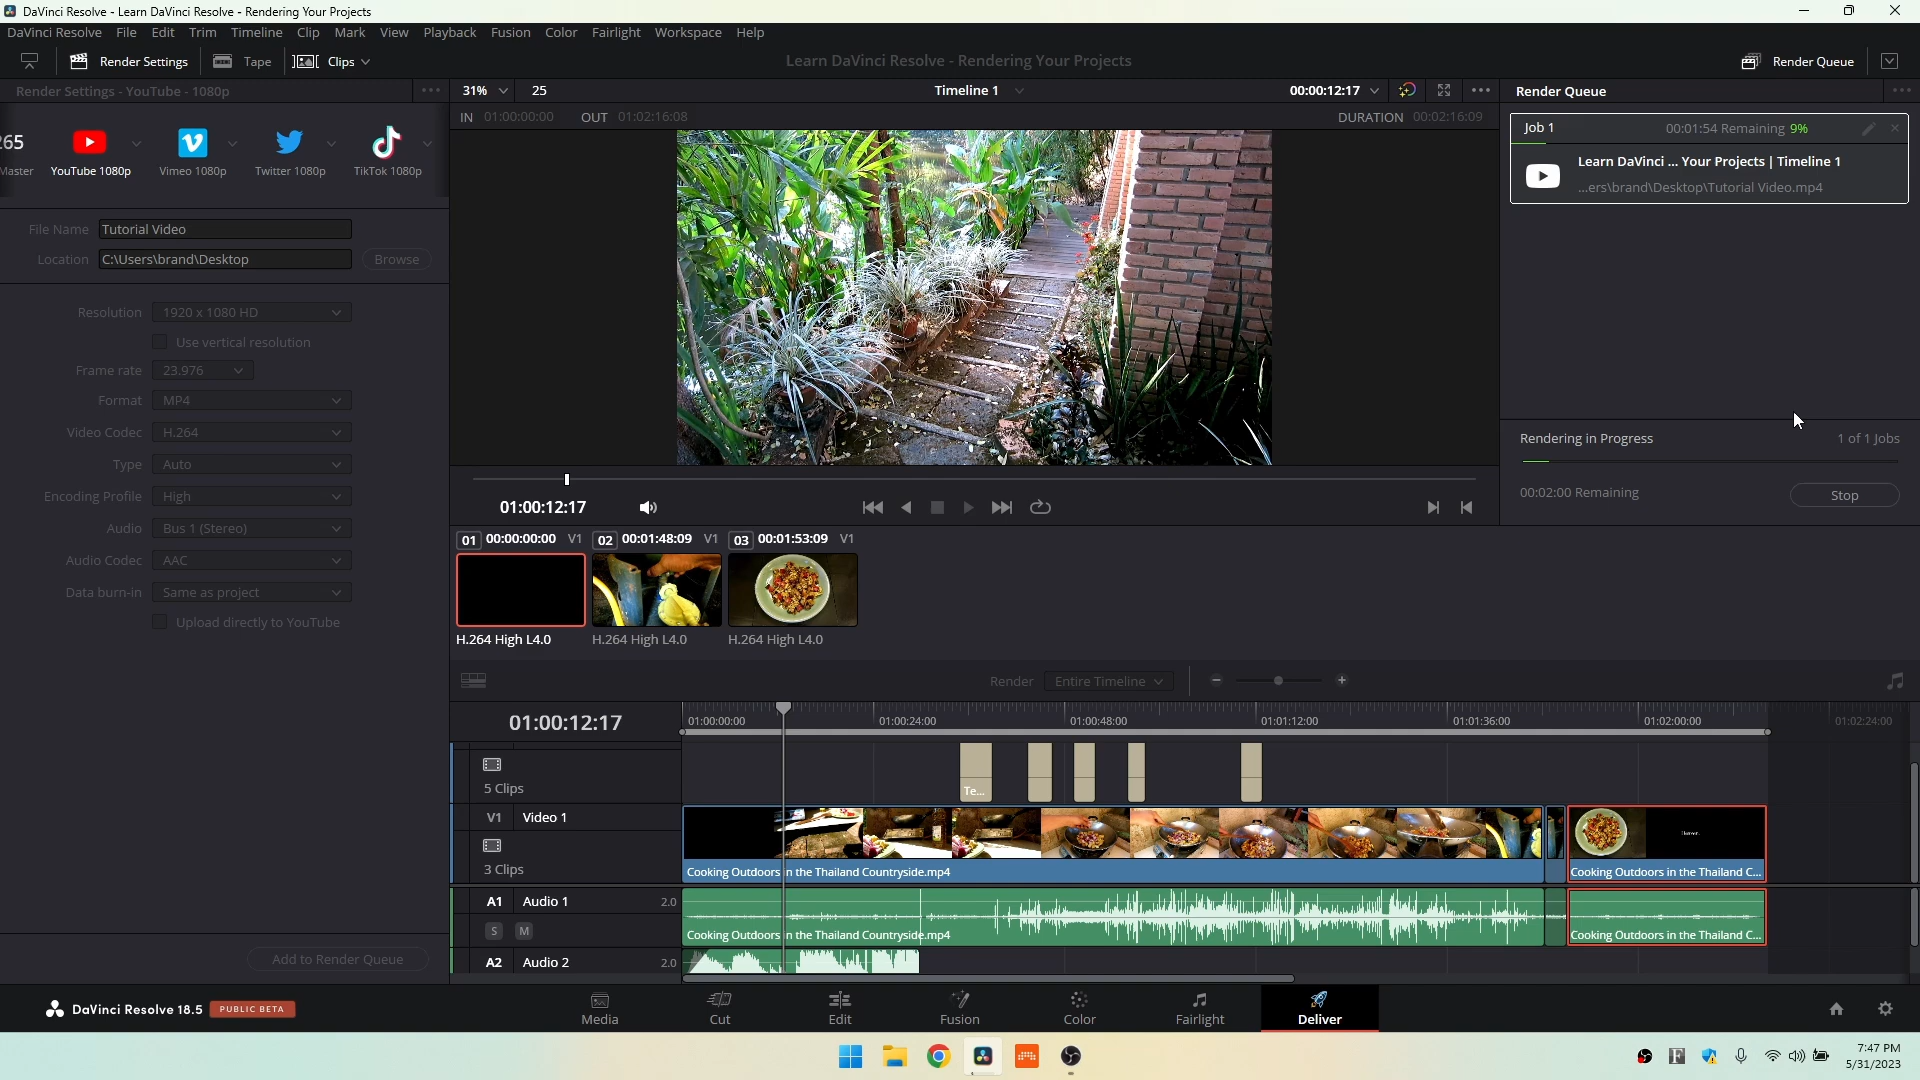 DaVinci Resolve - Learn DaVinci Resolve - Rendering Your Projects
DaVinci Resolve File Edit Trim Timeline Clip Mark View Playback Fusion Color Fairlight Workspace Help
Render Settings Tape Clips
Learn DaVinci Resolve - Rendering Your Projects
Render Queue
Render Settings - YouTube - 1080p
31% 25 Timeline 1 00:00:12:17
Render Queue
IN 01:00:00:00 OUT 01:02:16:08 DURATION 00:02:16:09
265
Master YouTube 1080p Vimeo 1080p Twitter 1080p TikTok 1080p
Job 1 00:01:54 Remaining 9%
Learn DaVinci ... Your Projects | Timeline 1
...ers\brand\Desktop\Tutorial Video.mp4
File Name Tutorial Video
Location C:\Users\brand\Desktop Browse
Resolution 1920 x 1080 HD
Use vertical resolution
Frame rate 23.976
Format MP4
Video Codec H.264
Type Auto
Encoding Profile High
Audio Bus 1 (Stereo)
Audio Codec AAC
Data burn-in Same as project
Upload directly to YouTube
Add to Render Queue
01:00:12:17
Rendering in Progress 1 of 1 Jobs
00:02:00 Remaining Stop
01 00:00:00:00 V1 02 00:01:48:09 V1 03 00:01:53:09 V1
H.264 High L4.0 H.264 High L4.0 H.264 High L4.0
Render Entire Timeline
01:00:12:17
01:00:00:00 01:00:24:00 01:00:48:00 01:01:12:00 01:01:36:00 01:02:00:00 01:02:24:00
5 Clips
Te...
V1 Video 1
3 Clips
Cooking Outdoors in the Thailand Countryside.mp4
Cooking Outdoors in the Thailand C...
A1 Audio 1 2.0
S M
Cooking Outdoors in the Thailand Countryside.mp4
Cooking Outdoors in the Thailand C...
A2 Audio 2 2.0
DaVinci Resolve 18.5 PUBLIC BETA
Media Cut Edit Fusion Color Fairlight Deliver
7:47 PM
5/31/2023